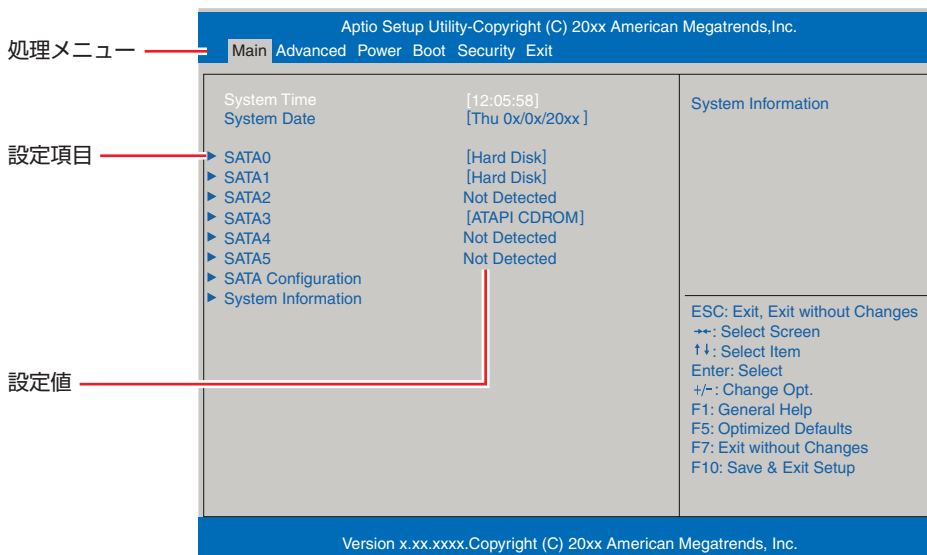 Aptio Setup Utility-Copyright (C) 20xx American Megatrends,Inc.
処理メニュー
Main Advanced Power Boot Security Exit
System Time [12:05:58]
System Date [Thu 0x/0x/20xx ]
System Information
設定項目
SATA0 [Hard Disk]
SATA1 [Hard Disk]
SATA2 Not Detected
SATA3 [ATAPI CDROM]
SATA4 Not Detected
SATA5 Not Detected
SATA Configuration
System Information
設定値
ESC: Exit, Exit without Changes
→←: Select Screen
↑↓: Select Item
Enter: Select
+/-: Change Opt.
F1: General Help
F5: Optimized Defaults
F7: Exit without Changes
F10: Save & Exit Setup
Version x.xx.xxxx.Copyright (C) 20xx American Megatrends, Inc.